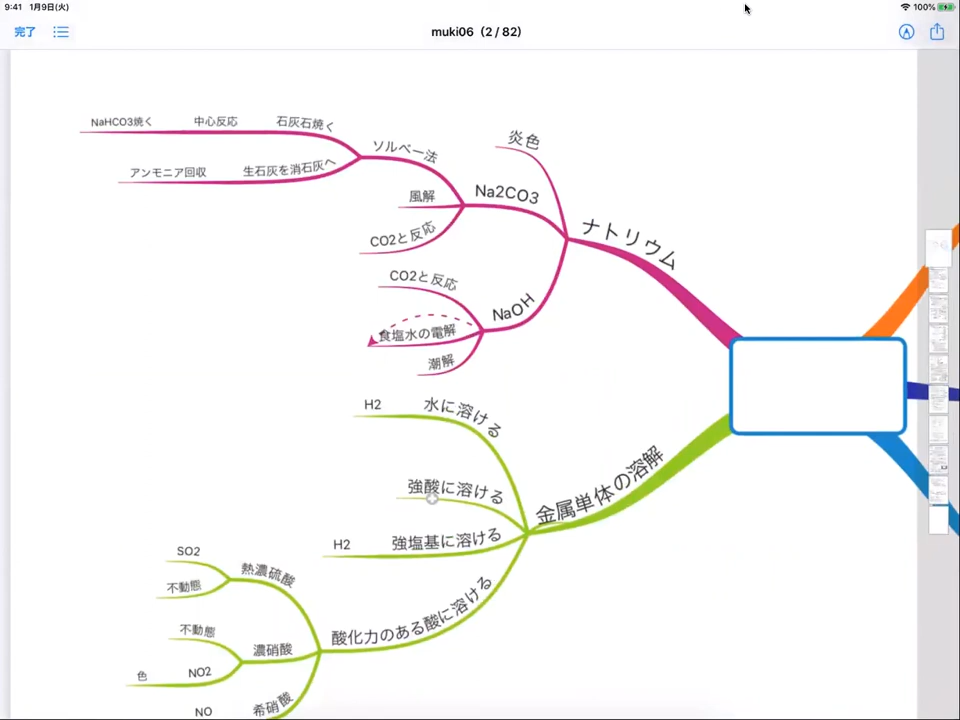 9:41 1月9日(火)
100%
完了
muki06（2 / 82）
NaHCO3焼く
中心反応
石灰石焼く
アンモニア回収
生石灰を消石灰へ
ソルベー法
風解
CO2と反応
炎色
Na2CO3
ナトリウム
CO2と反応
食塩水の電解
潮解
NaOH
H2
水に溶ける
強酸に溶ける
H2
強塩基に溶ける
金属単体の溶解
SO2
不動態
熱濃硫酸
不動態
色
NO2
濃硝酸
酸化力のある酸に溶ける
NO
希硝酸